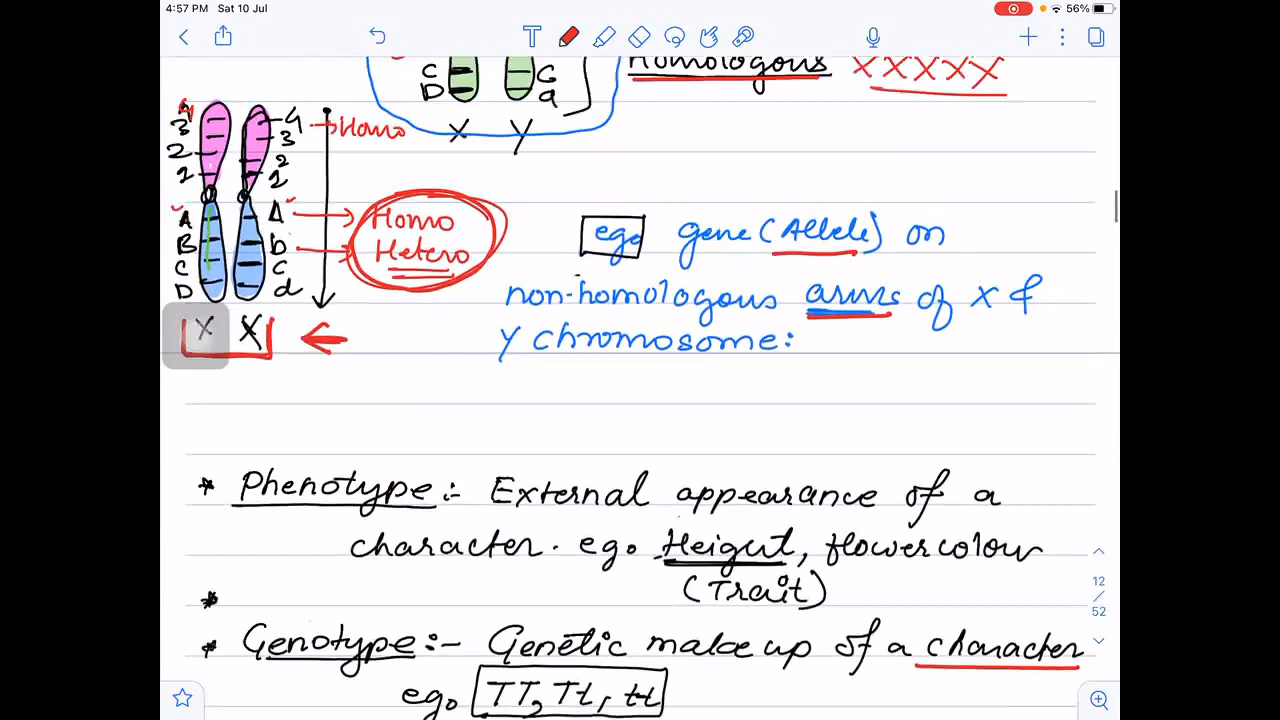 4:57 PM Sat 10 Jul
56%
C G
D a
Homologous XXXXX
X Y
4 4 → Homo
3 3
2 2
1 1
A A → Homo
B b → Hetero
C C
D d
X X
eg. gene (Allele) on
non-homologous arms of X &
Y chromosome:
* Phenotype:- External appearance of a
character. eg. Height, flower colour
(Trait)
*
* Genotype:- Genetic makeup of a character
eg. TT, Tt, tt
12
/
52